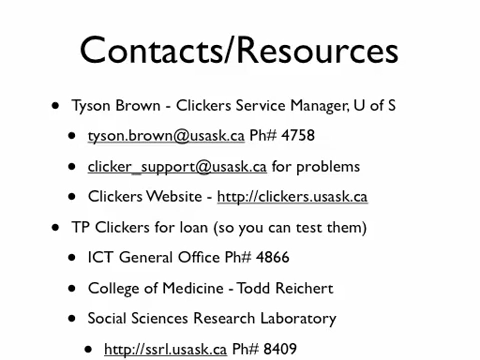 Contacts/Resources
• Tyson Brown - Clickers Service Manager, U of S
• tyson.brown@usask.ca Ph# 4758
• clicker_support@usask.ca for problems
• Clickers Website - http://clickers.usask.ca
• TP Clickers for loan (so you can test them)
• ICT General Office Ph# 4866
• College of Medicine - Todd Reichert
• Social Sciences Research Laboratory
• http://ssrl.usask.ca Ph# 8409